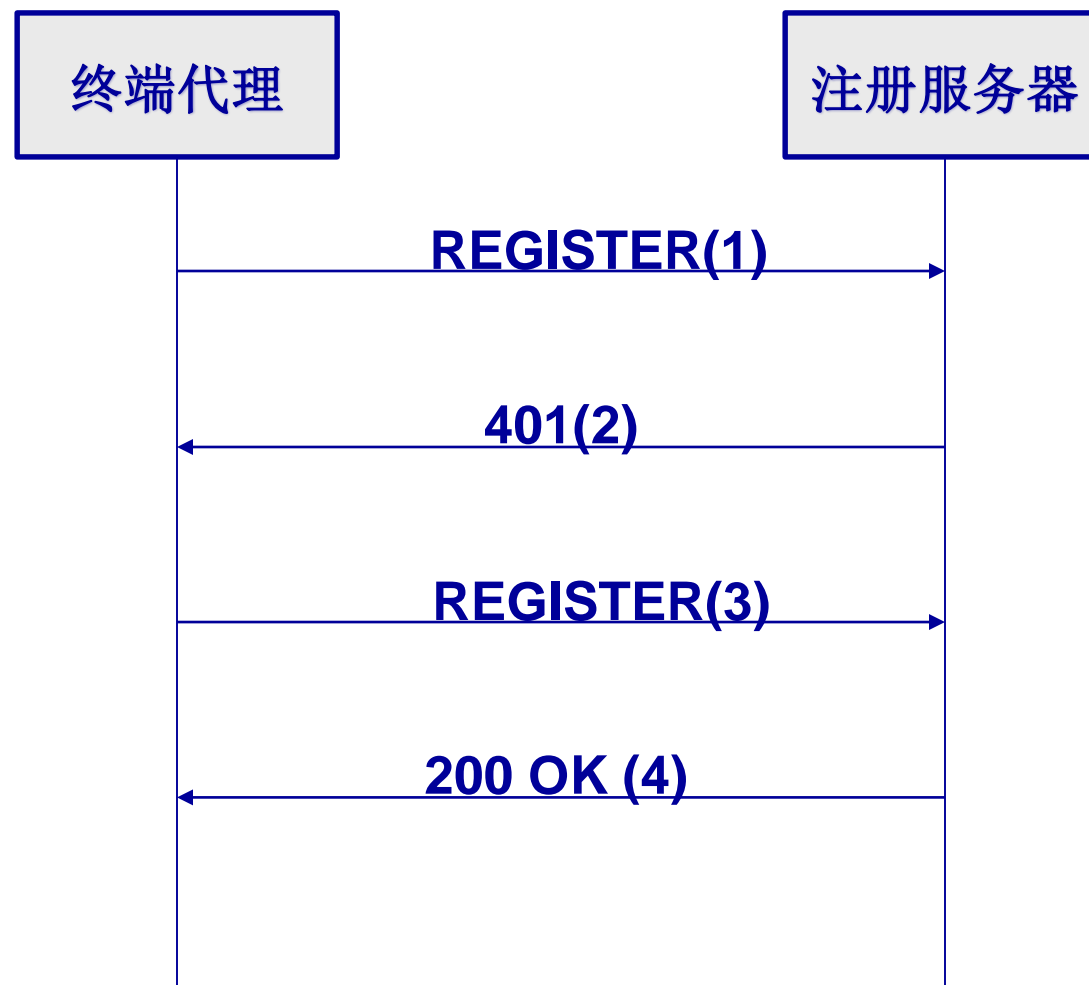 终端代理
注册服务器
REGISTER(1)
401(2)
REGISTER(3)
200 OK (4)